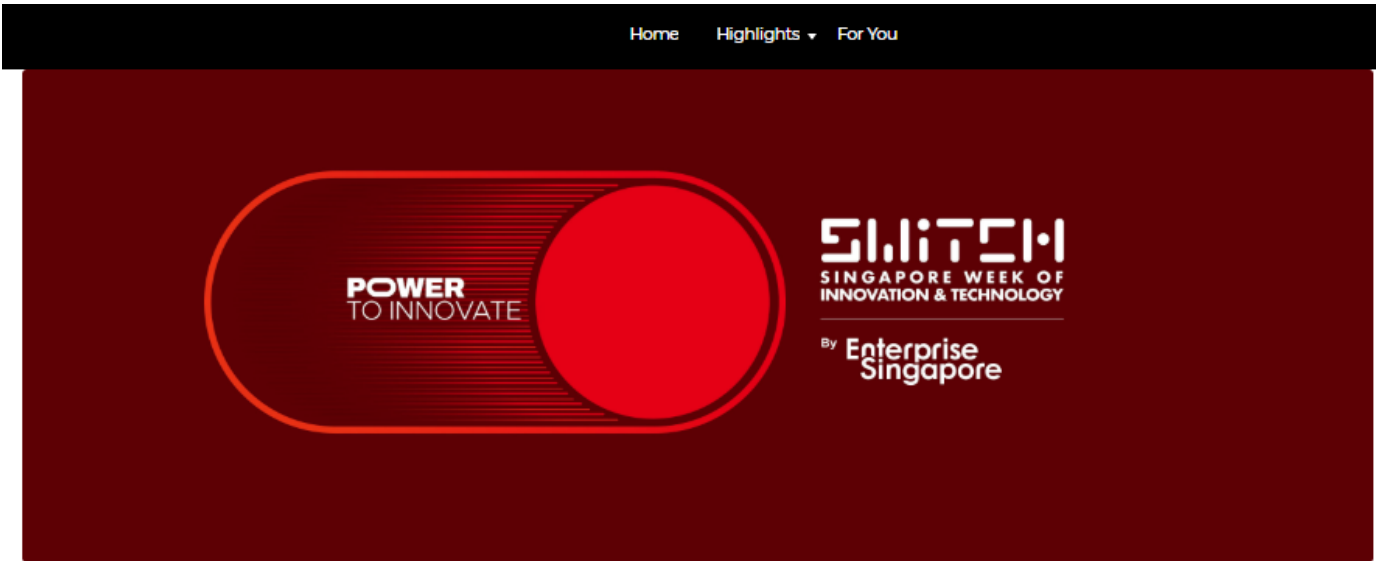 Home Highlights For You
POWER
TO INNOVATE
SWITCH
SINGAPORE WEEK OF
INNOVATION & TECHNOLOGY
By Enterprise
Singapore